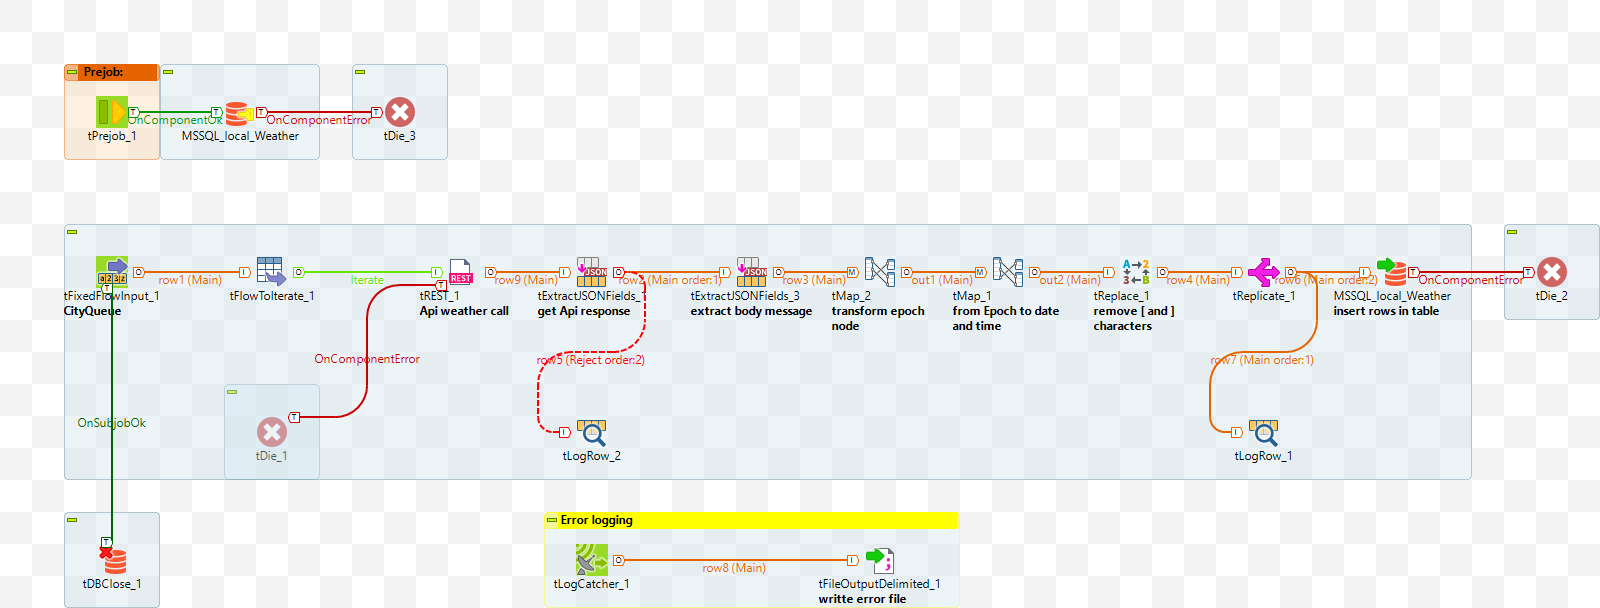 Prejob:
OnComponentOk
OnComponentError
tPrejob_1
MSSQL_local_Weather
tDie_3
row1 (Main)
Iterate
row9 (Main)
row2 (Main order:1)
row3 (Main)
out1 (Main)
out2 (Main)
row4 (Main)
row6 (Main order:2)
OnComponentError
tFixedFlowInput_1
CityQueue
tFlowToIterate_1
tREST_1
Api weather call
tExtractJSONFields_1
get Api response
tExtractJSONFields_3
extract body message
tMap_2
transform epoch
node
tMap_1
from Epoch to date
and time
tReplace_1
remove [ and ]
characters
tReplicate_1
MSSQL_local_Weather
insert rows in table
tDie_2
OnComponentError
row5 (Reject order:2)
row7 (Main order:1)
OnSubjobOk
tDie_1
tLogRow_2
tLogRow_1
Error logging
row8 (Main)
tDBClose_1
tLogCatcher_1
tFileOutputDelimited_1
writte error file